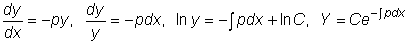 dy/dx = −py, dy/y = −pdx, ln y = −∫pdx + ln C, Y = Ce^{−∫pdx}